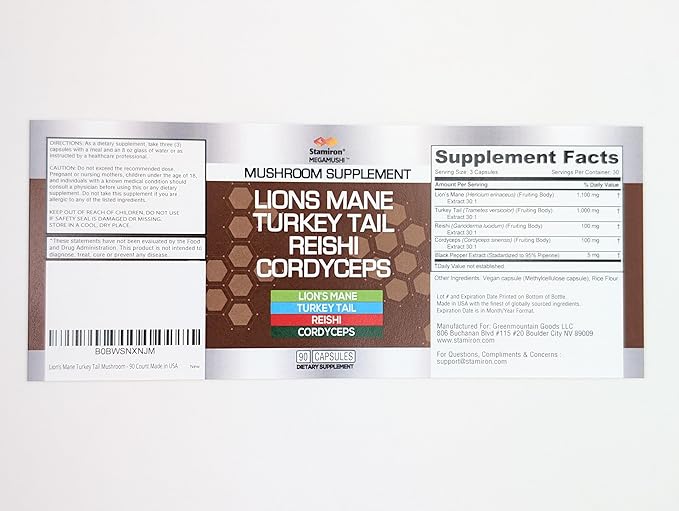 DIRECTIONS: As a dietary supplement, take three (3)
capsules with a meal and an 8 oz glass of water or as
instructed by a healthcare professional.
CAUTION: Do not exceed the recommended dose.
Pregnant or nursing mothers, children under the age of 18,
and individuals with a known medical condition should
consult a physician before using this or any dietary
supplement. Do not take this supplement if you are
allergic to any of the listed ingredients.
KEEP OUT OF REACH OF CHILDREN. DO NOT USE
IF SAFETY SEAL IS DAMAGED OR MISSING.
STORE IN A COOL, DRY PLACE.
*These statements have not been evaluated by the Food
and Drug Administration. This product is not intended to
diagnose, treat, cure or prevent any disease.
B0BWSNXNJM
Lion's Mane Turkey Tail Mushroom - 90 Count Made in USA
New
Stamiron®
MEGAMUSHI™
MUSHROOM SUPPLEMENT
LIONS MANE
TURKEY TAIL
REISHI
CORDYCEPS
LION'S MANE
TURKEY TAIL
REISHI
CORDYCEPS
90 CAPSULES
DIETARY SUPPLEMENT
Supplement Facts
Serving Size: 3 Capsules Servings Per Container: 30
Amount Per Serving % Daily Value
Lion's Mane (Hericium erinaceus) (Fruiting Body) 1,100 mg †
Extract 30:1
Turkey Tail (Trametes versicolor) (Fruiting Body) 1,000 mg †
Extract 30:1
Reishi (Ganoderma lucidum) (Fruiting Body) 100 mg †
Extract 30:1
Cordyceps (Cordyceps sinensis) (Fruiting Body) 100 mg †
Extract 30:1
Black Pepper Extract (Stadartized to 95% Piperine) 5 mg †
†Daily Value not established
Other Ingredients: Vegan capsule (Methylcellulose capsule), Rice Flour
Lot # and Expiration Date Printed on Bottom of Bottle.
Made in USA with the finest of globally sourced ingredients.
Expiration Date is in Month/Year Format.
Manufactured For: Greenmountain Goods LLC
806 Buchanan Blvd #115 #20 Boulder City NV 89009
www.stamiron.com
For Questions, Compliments & Concerns :
support@stamiron.com